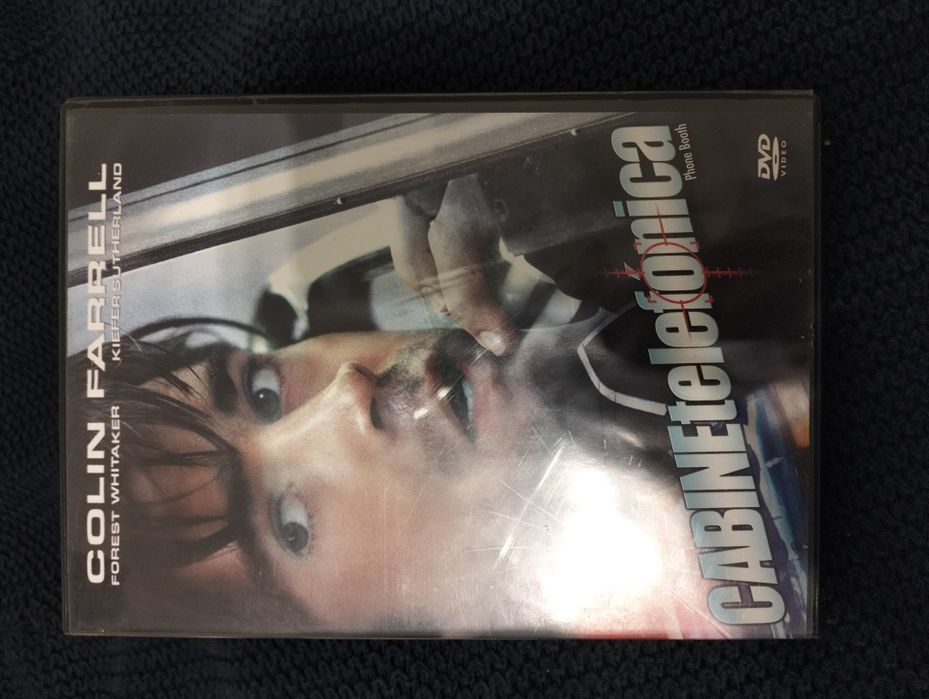 COLIN FARRELL
FOREST WHITAKER KIEFER SUTHERLAND
CABINEtelefónica
Phone Booth
DVD
VIDEO